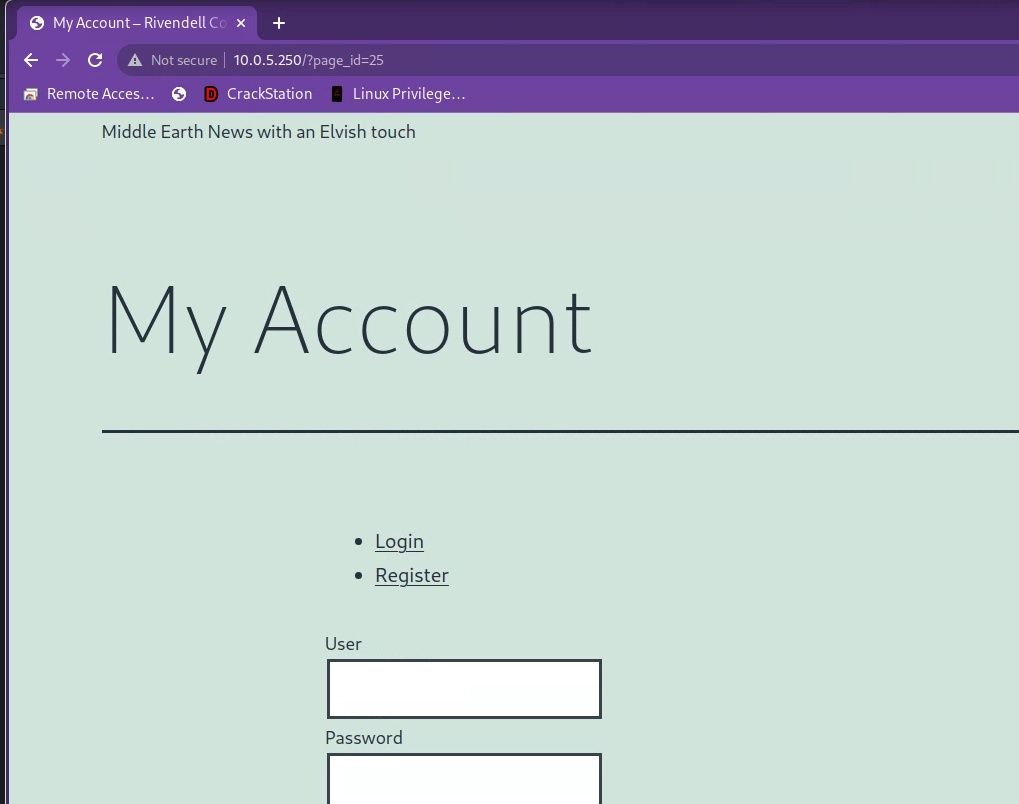 My Account – Rivendell Co
Not secure 10.0.5.250/?page_id=25
Remote Acces... CrackStation Linux Privilege...
Middle Earth News with an Elvish touch
My Account
Login
Register
User
Password